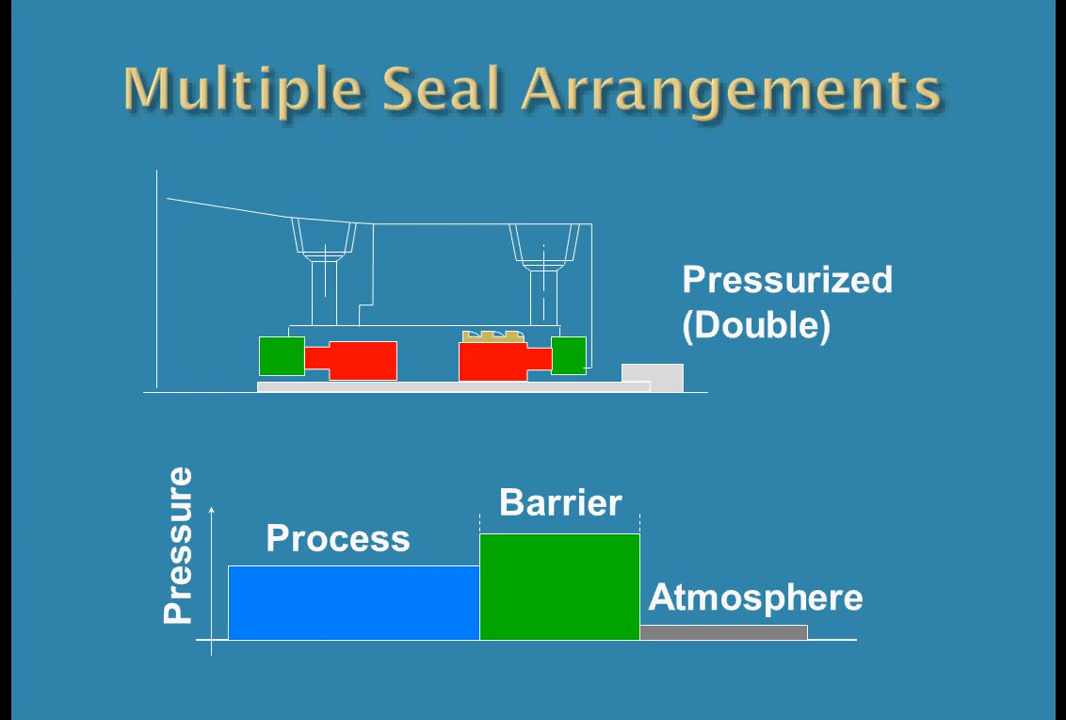 Multiple Seal Arrangements
Pressurized
(Double)
Pressure
Process
Barrier
Atmosphere